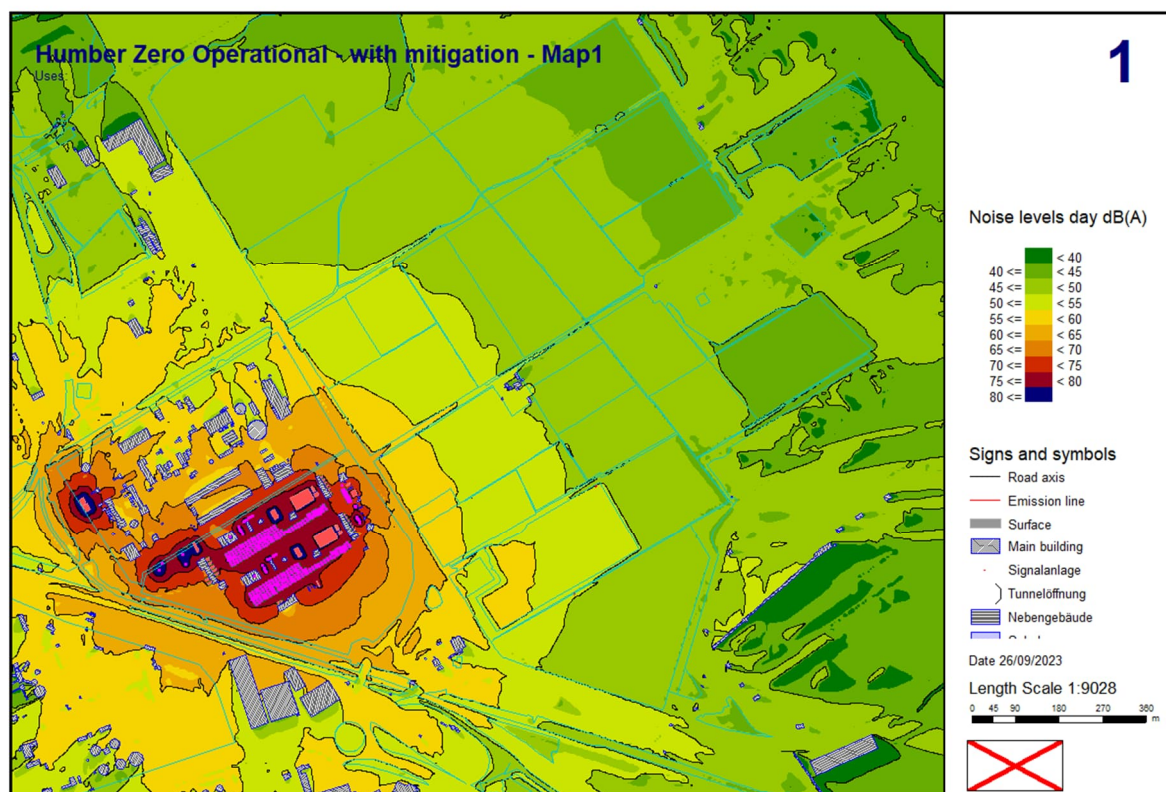 Humber Zero Operational - with mitigation - Map1
Uses:
1
Noise levels day dB(A)
< 40
40 <= < 45
45 <= < 50
50 <= < 55
55 <= < 60
60 <= < 65
65 <= < 70
70 <= < 75
75 <= < 80
80 <=
Signs and symbols
Road axis
Emission line
Surface
Main building
Signalanlage
Tunnelöffnung
Nebengebäude
Date 26/09/2023
Length Scale 1:9028
0 45 90 180 270 360
m